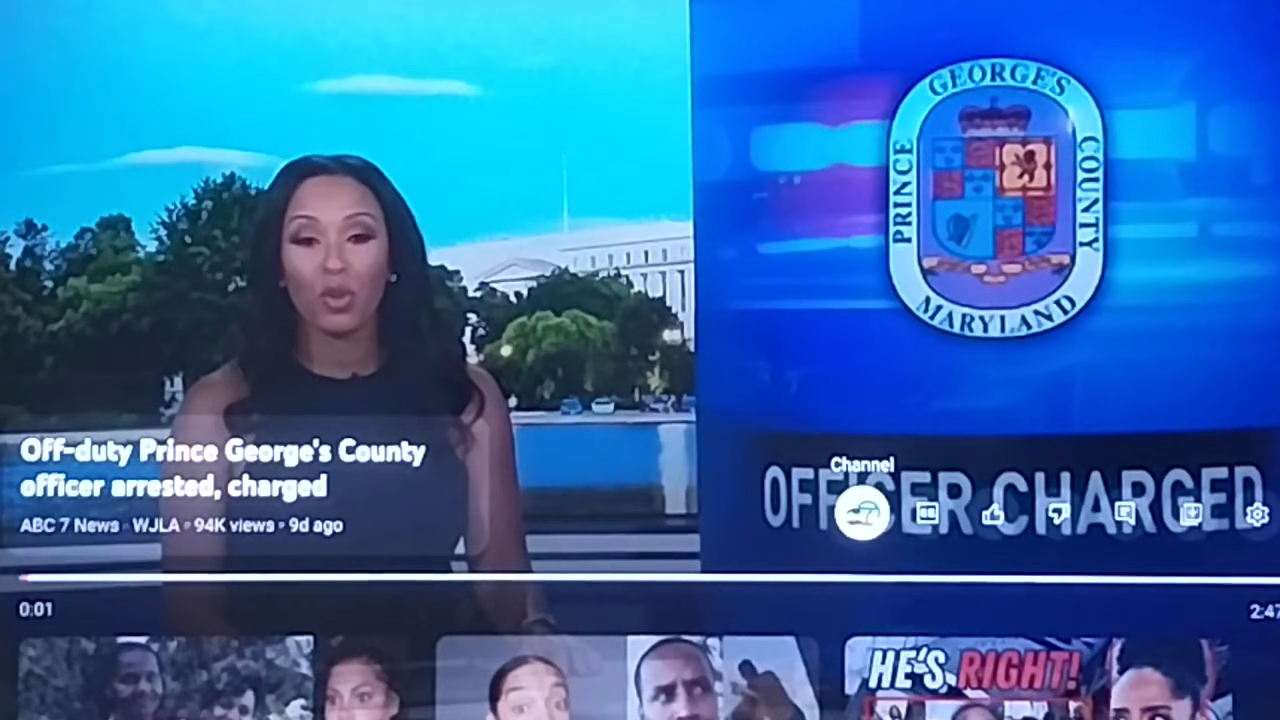 GEORGE'S
PRINCE
COUNTY
MARYLAND
Off-duty Prince George's County
officer arrested, charged
ABC 7 News - WJLA • 94K views • 9d ago
Channel
OFFICER CHARGED
CC
0:01
2:47
HE'S RIGHT!